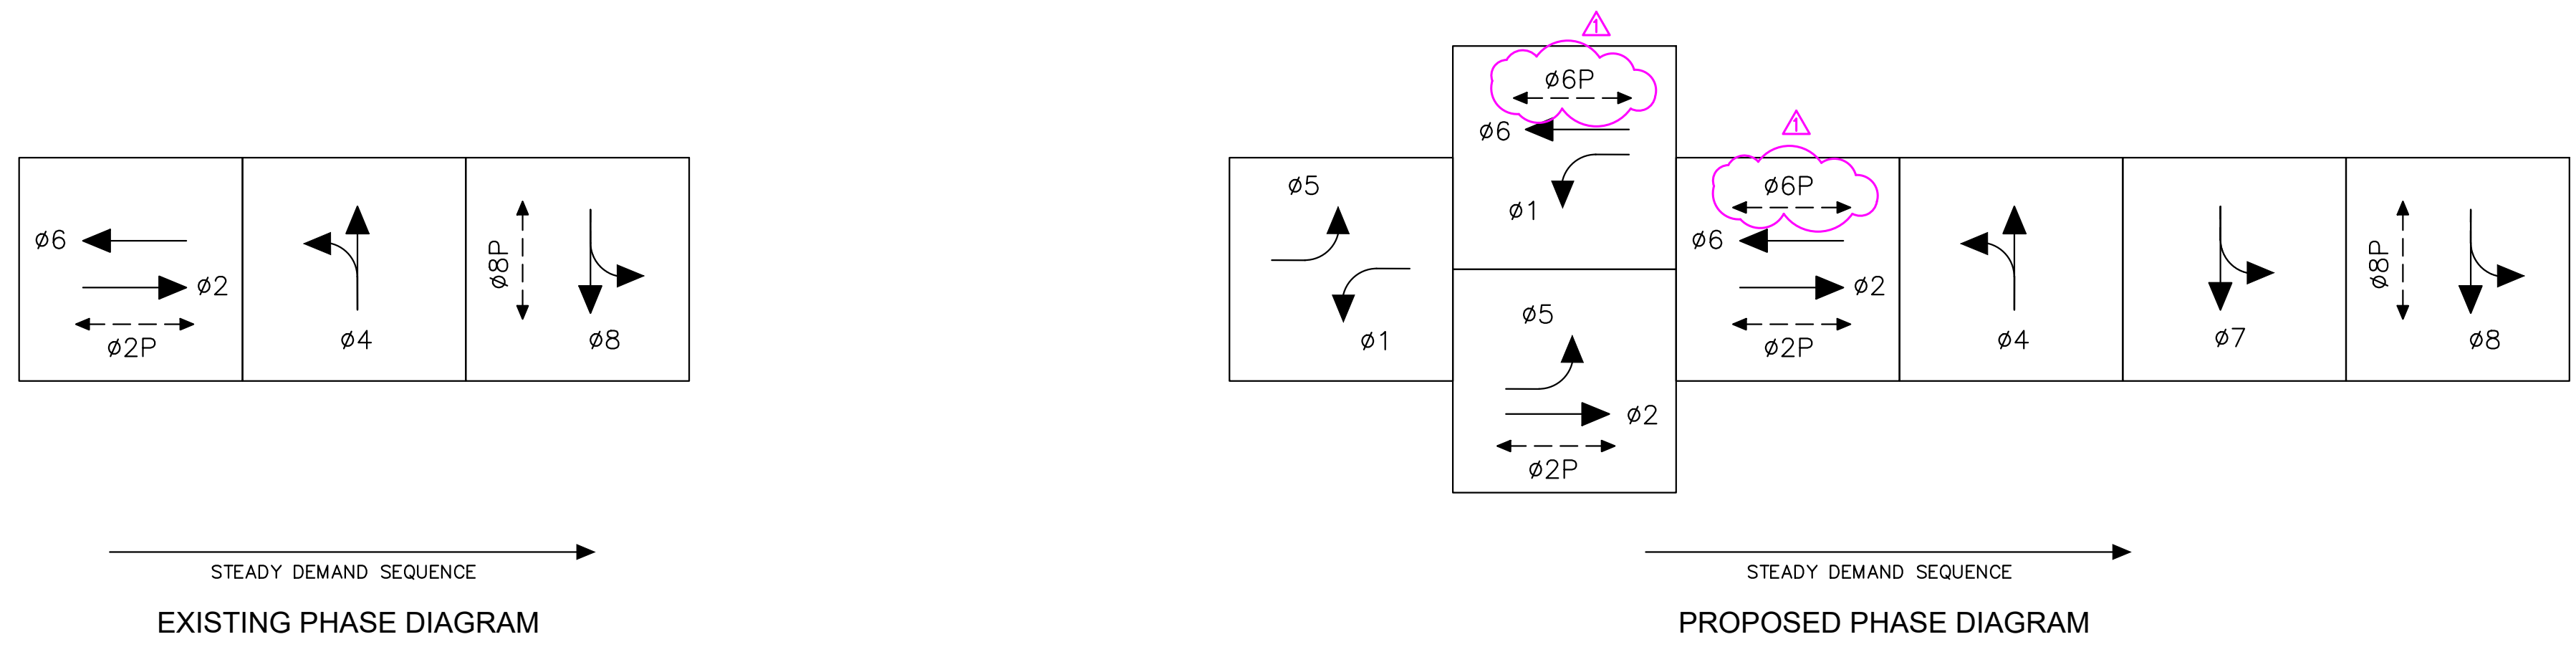 ø6
ø2
ø2P
ø4
ø8P
ø8
STEADY DEMAND SEQUENCE
EXISTING PHASE DIAGRAM
ø5
ø1
1
ø6P
ø6
ø1
ø5
ø2
ø2P
1
ø6P
ø6
ø2
ø2P
ø4
ø7
ø8P
ø8
STEADY DEMAND SEQUENCE
PROPOSED PHASE DIAGRAM